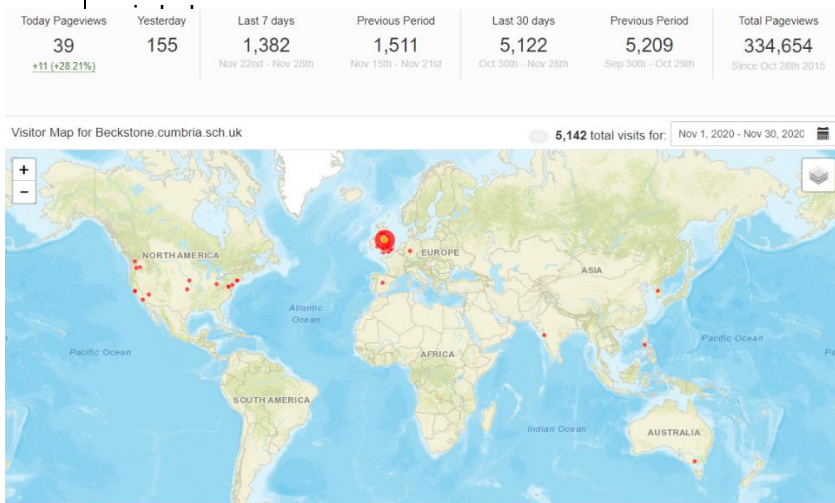 Today Pageviews
39
+11 (+28.21%)
Yesterday
155
Last 7 days
1,382
Nov 22nd - Nov 28th
Previous Period
1,511
Nov 15th - Nov 21st
Last 30 days
5,122
Oct 30th - Nov 28th
Previous Period
5,209
Sep 30th - Oct 29th
Total Pageviews
334,654
Since Oct 28th 2015
Visitor Map for Beckstone.cumbria.sch.uk
5,142 total visits for:
Nov 1, 2020 - Nov 30, 2020
+
−
NORTH AMERICA
EUROPE
ASIA
Atlantic
Ocean
Pacific Ocean
Pacific Ocean
AFRICA
SOUTH AMERICA
Indian Ocean
AUSTRALIA